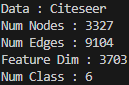 Data : Citeseer
Num Nodes : 3327
Num Edges : 9104
Feature Dim : 3703
Num Class : 6